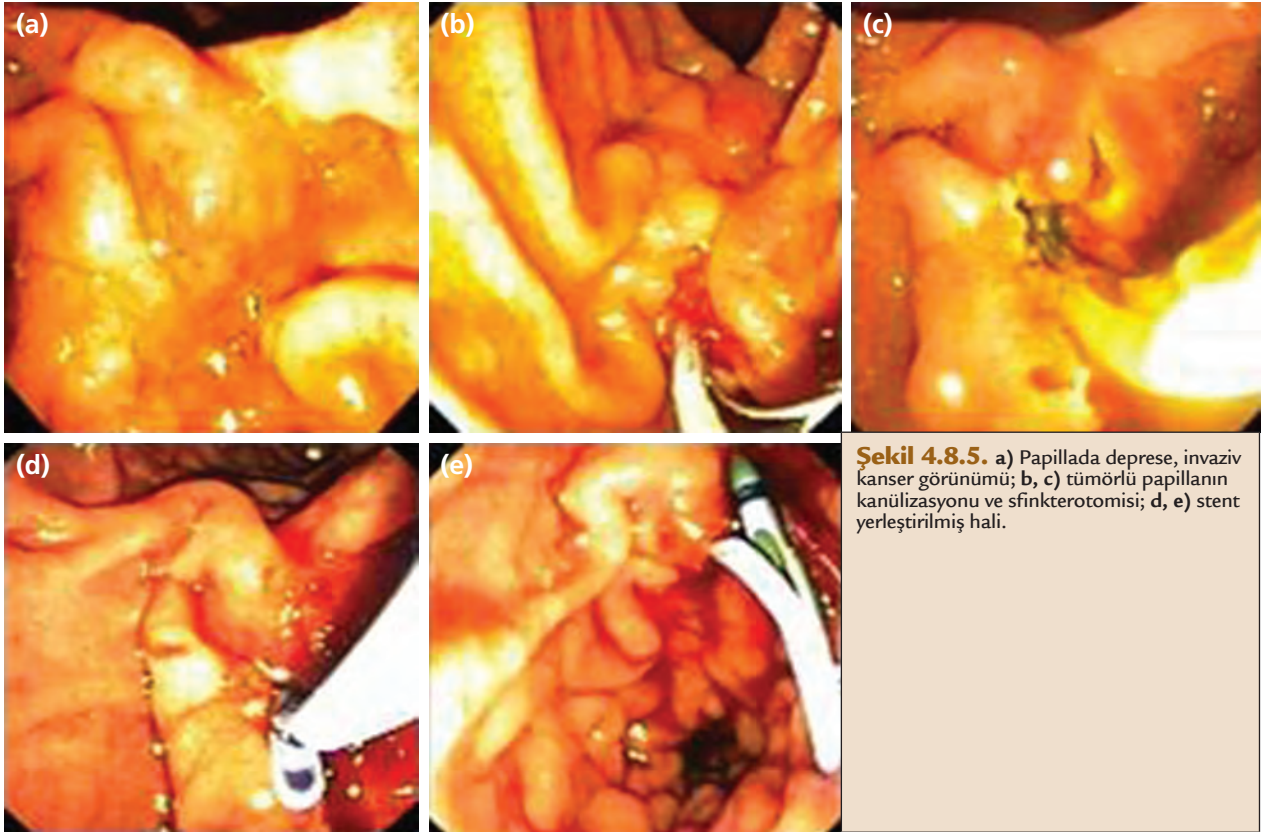 (a)
(b)
(c)
(d)
(e)
Şekil 4.8.5. a) Papillada deprese, invaziv
kanser görünümü; b, c) tümörlü papillanın
kanülizasyonu ve sfinkterotomisi; d, e) stent
yerleştirilmiş hali.